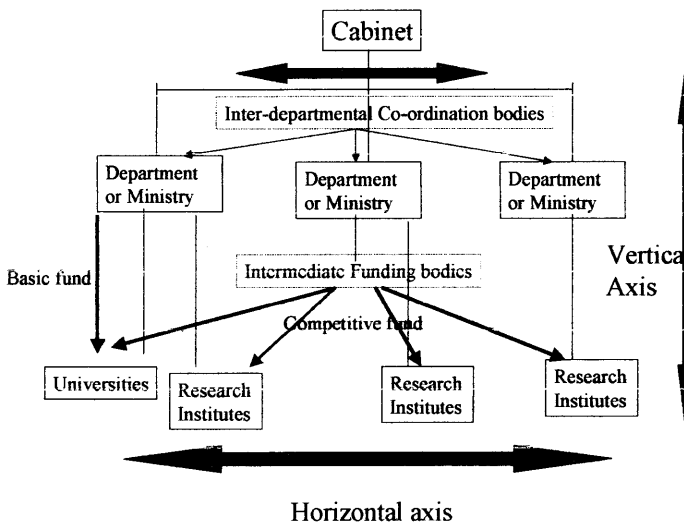 Cabinet
Inter-departmental Co-ordination bodies
Department
or Ministry
Department
or Ministry
Department
or Ministry
Vertica
Axis
Basic fund
Intermediate Funding bodies
Competitive fund
Universities
Research
Institutes
Research
Institutes
Research
Institutes
Horizontal axis